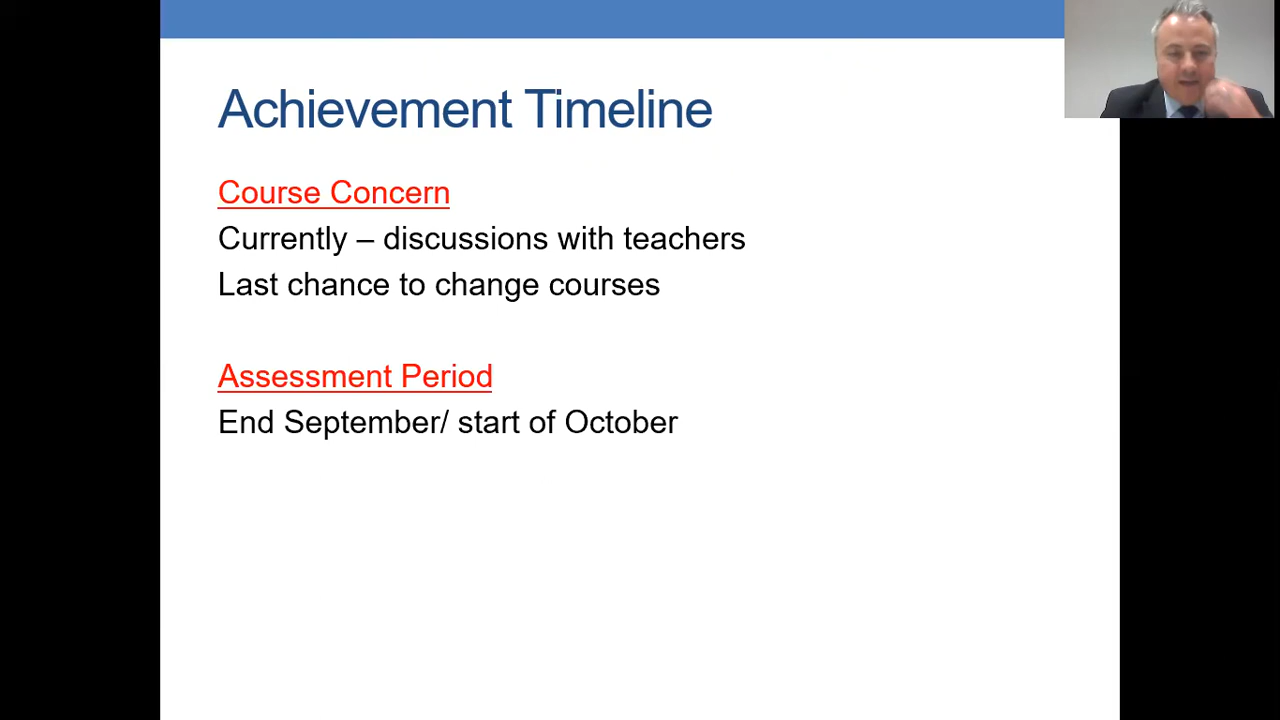 Achievement Timeline
Course Concern
Currently – discussions with teachers
Last chance to change courses
Assessment Period
End September/ start of October